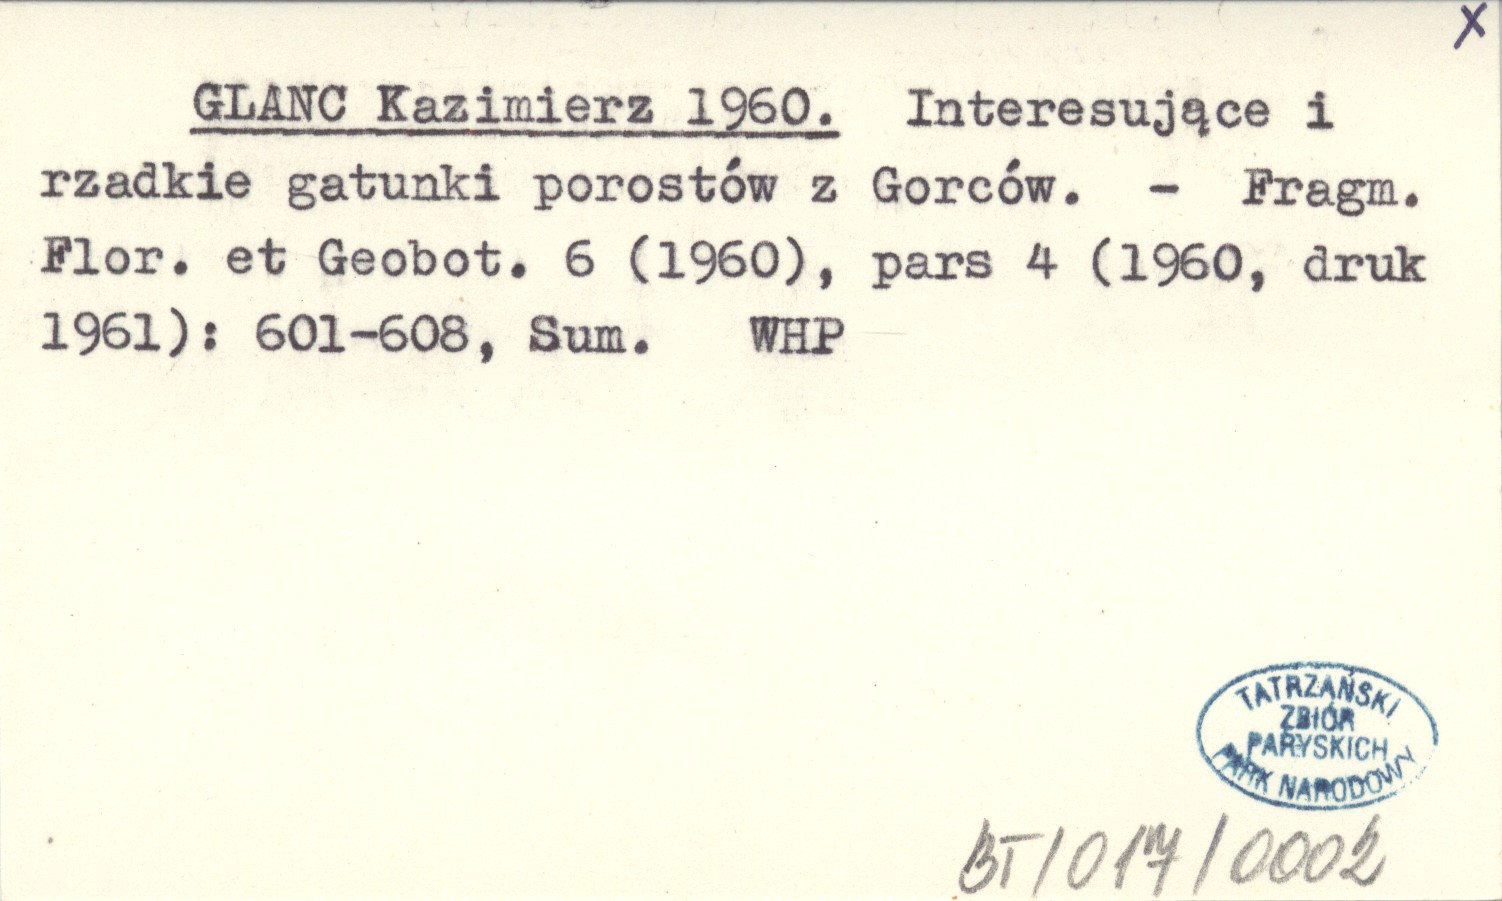 X
GLANC Kazimierz 1960. Interesujące i
rzadkie gatunki porostów z Gorców. - Fragm.
Flor. et Geobot. 6 (1960), pars 4 (1960, druk
1961): 601-608, Sum. WHP
TATRZAŃSKI
ZBIÓR
PARYSKICH
PARK NARODOWY
BT/017/0002